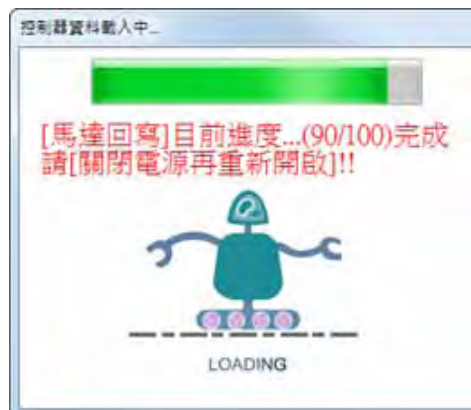 控制器資料載入中...
[馬達回寫]目前進度...(90/100)完成
請[關閉電源再重新開啟]!!
LOADING